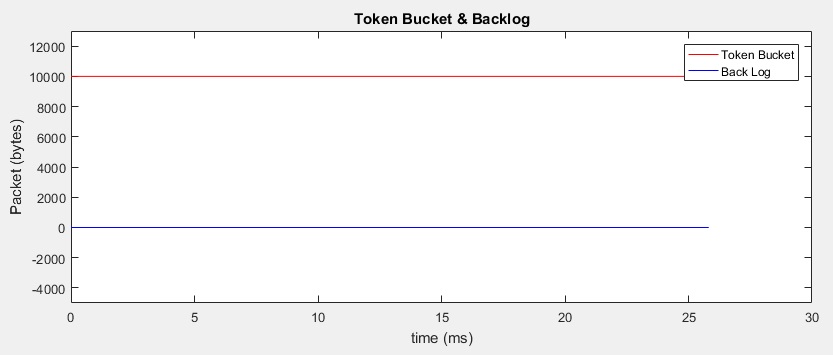 Token Bucket & Backlog
12000
10000
8000
6000
4000
2000
0
-2000
-4000
Packet (bytes)
Token Bucket
Back Log
0 5 10 15 20 25 30
time (ms)